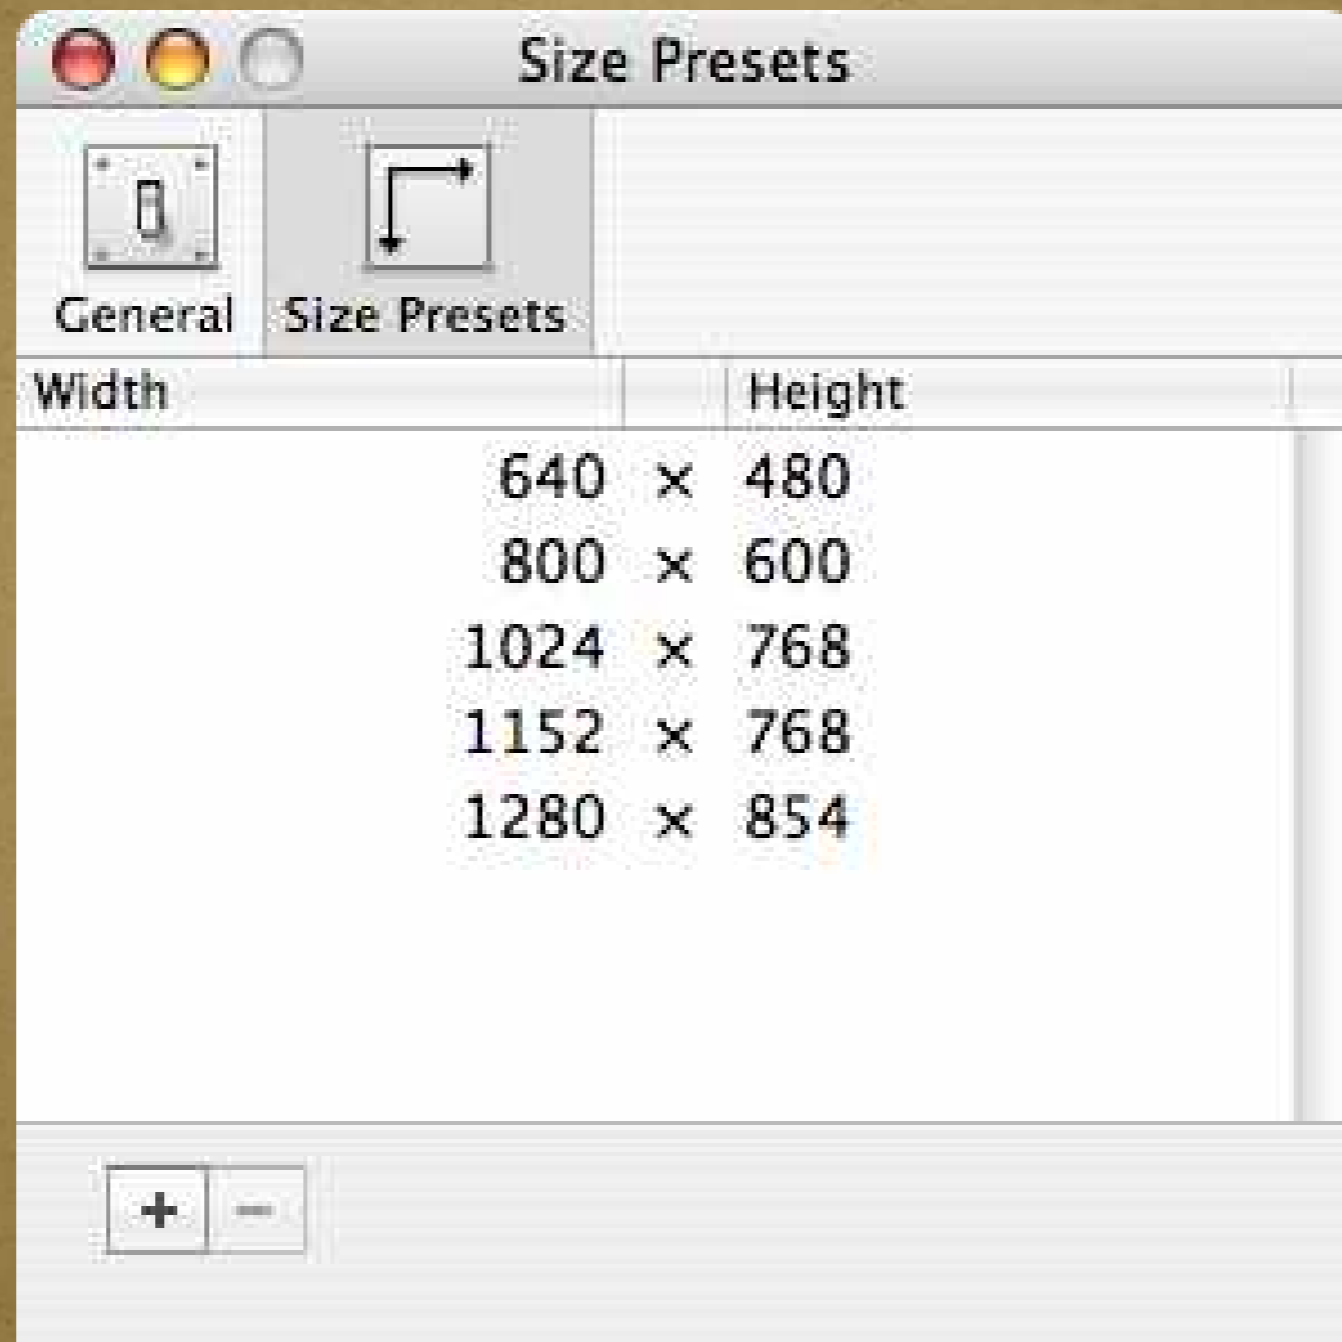 Size Presets
General Size Presets
Width Height
640 × 480
800 × 600
1024 × 768
1152 × 768
1280 × 854
+ −